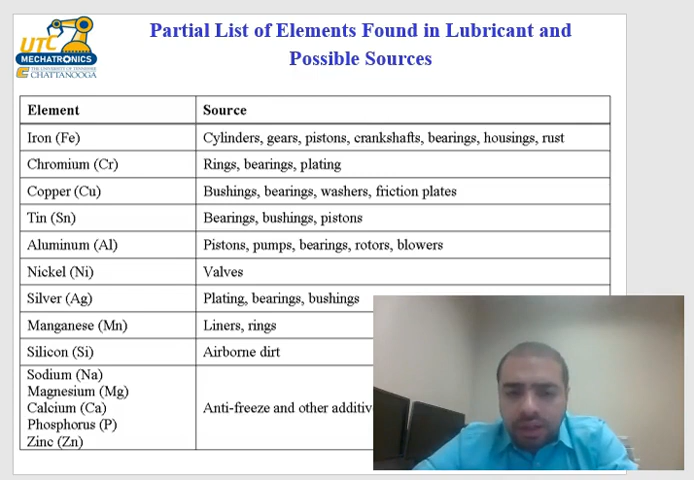 Partial List of Elements Found in Lubricant and
Possible Sources
UTC
MECHATRONICS
THE UNIVERSITY OF TENNESSEE
CHATTANOOGA
Element Source
Iron (Fe) Cylinders, gears, pistons, crankshafts, bearings, housings, rust
Chromium (Cr) Rings, bearings, plating
Copper (Cu) Bushings, bearings, washers, friction plates
Tin (Sn) Bearings, bushings, pistons
Aluminum (Al) Pistons, pumps, bearings, rotors, blowers
Nickel (Ni) Valves
Silver (Ag) Plating, bearings, bushings
Manganese (Mn) Liners, rings
Silicon (Si) Airborne dirt
Sodium (Na)
Magnesium (Mg)
Calcium (Ca) Anti-freeze and other additiv
Phosphorus (P)
Zinc (Zn)